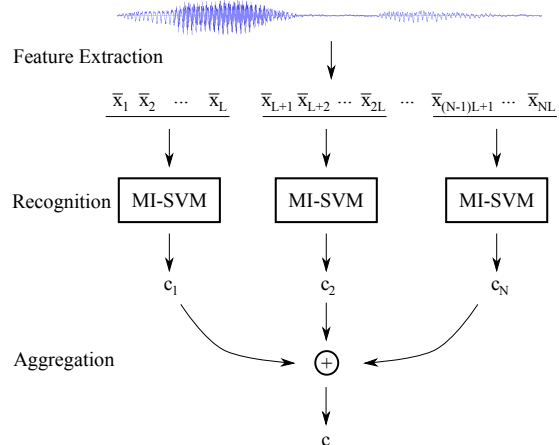 Feature Extraction
x̅₁ x̅₂ ... x̅L x̅L+1 x̅L+2 ... x̅2L ... x̅(N-1)L+1 ... x̅NL
Recognition MI-SVM MI-SVM MI-SVM
c₁ c₂ cN
Aggregation +
c